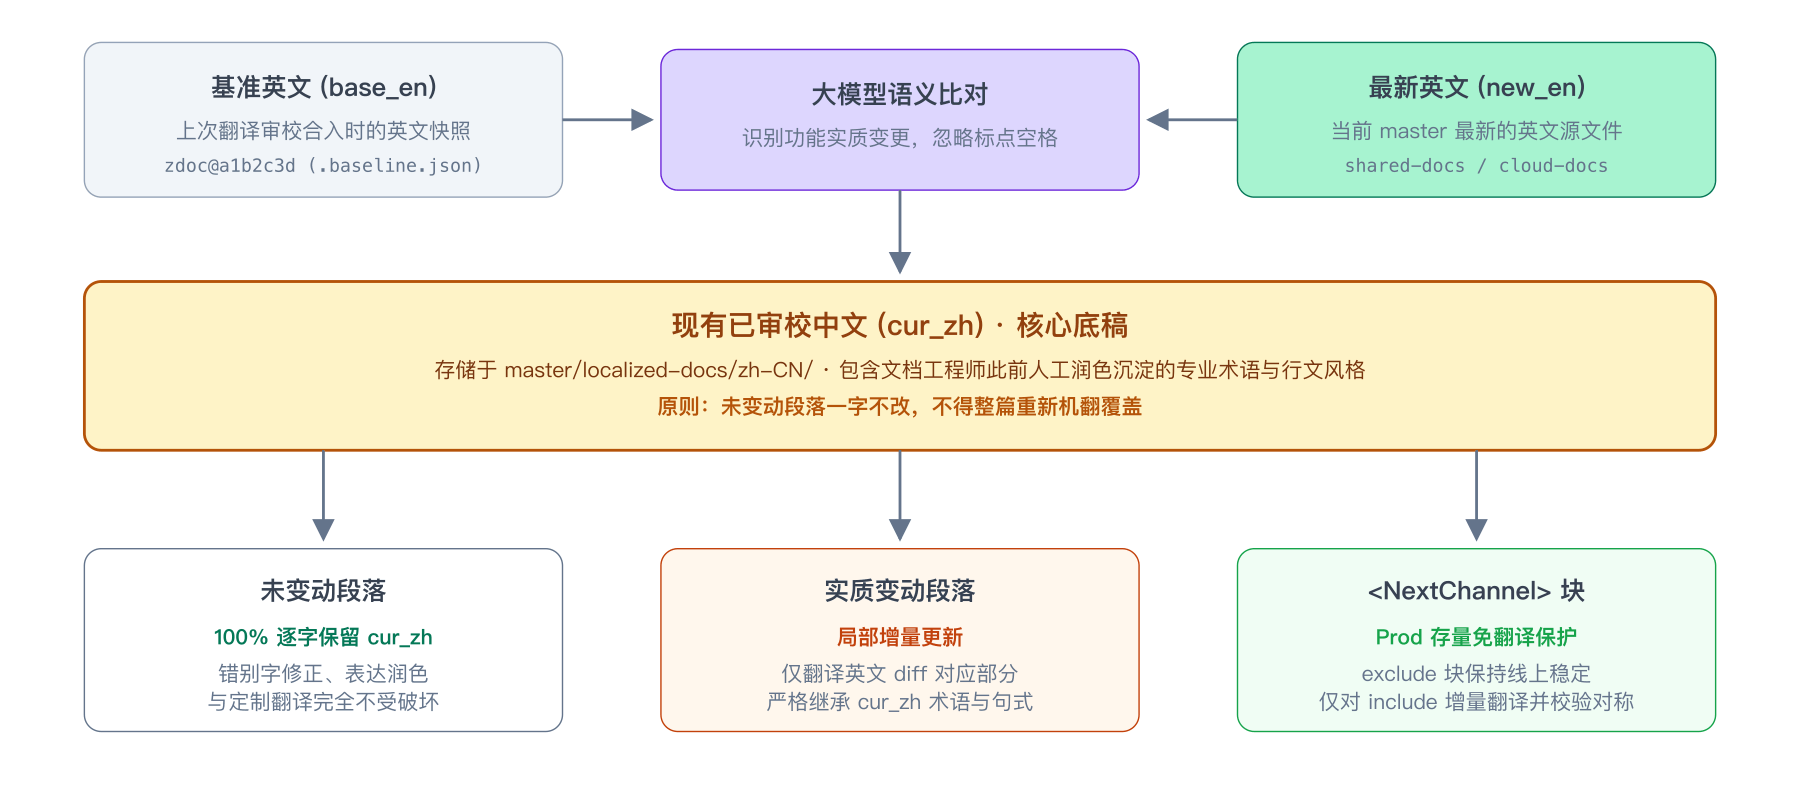 基准英文 (base_en)
上次翻译审校合入时的英文快照
zdoc@a1b2c3d (.baseline.json)
大模型语义比对
识别功能实质变更，忽略标点空格
最新英文 (new_en)
当前 master 最新的英文源文件
shared-docs / cloud-docs
现有已审校中文 (cur_zh) · 核心底稿
存储于 master/localized-docs/zh-CN/ · 包含文档工程师此前人工润色沉淀的专业术语与行文风格
原则：未变动段落一字不改，不得整篇重新机翻覆盖
未变动段落
100% 逐字保留 cur_zh
错别字修正、表达润色
与定制翻译完全不受破坏
实质变动段落
局部增量更新
仅翻译英文 diff 对应部分
严格继承 cur_zh 术语与句式
<NextChannel> 块
Prod 存量免翻译保护
exclude 块保持线上稳定
仅对 include 增量翻译并校验对称